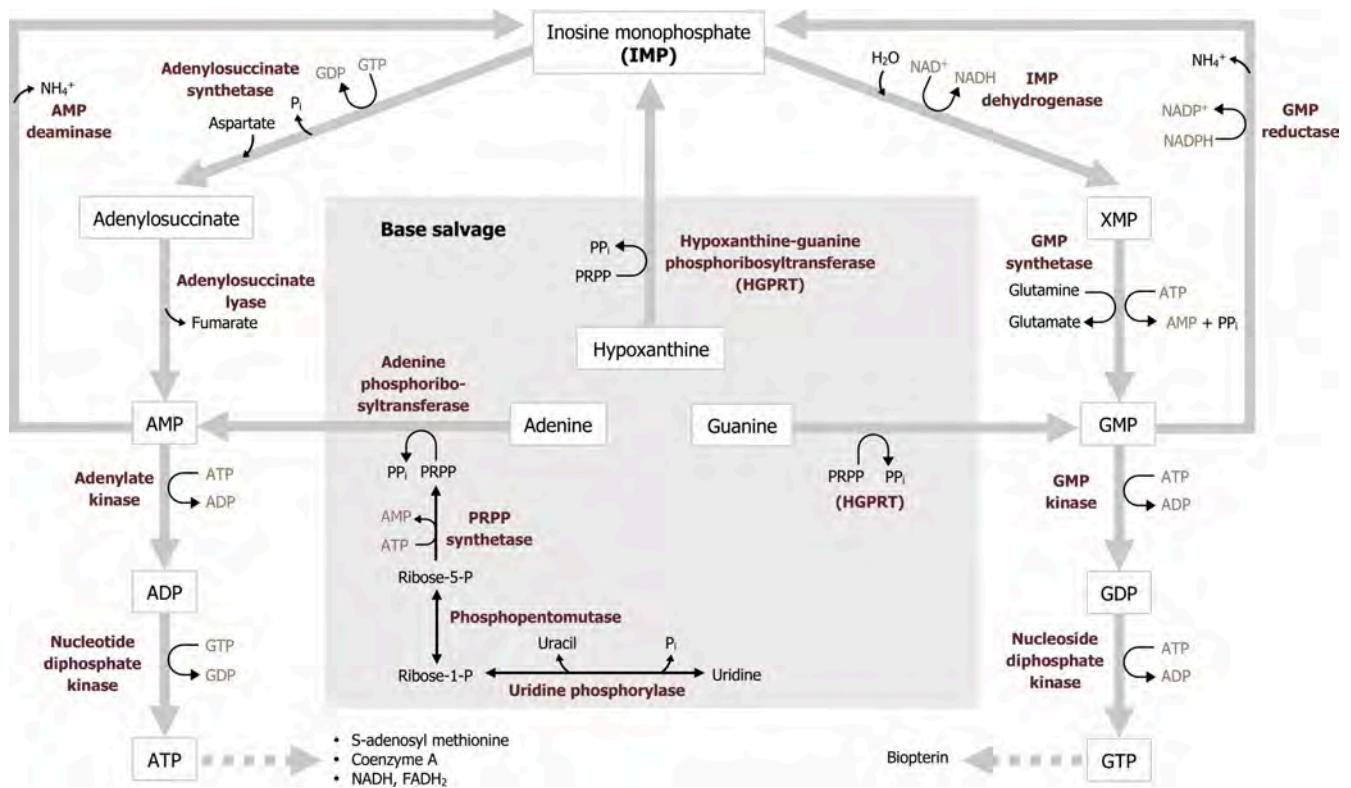 Inosine monophosphate
(IMP)
Adenylosuccinate
synthetase
GDP
GTP
Pi
Aspartate
NH₄⁺
AMP
deaminase
H₂O
NAD⁺
NADH
IMP
dehydrogenase
NH₄⁺
NADP⁺
NADPH
GMP
reductase
Adenylosuccinate
Base salvage
XMP
PPᵢ
PRPP
Hypoxanthine-guanine
phosphoribosyltransferase
(HGPRT)
GMP
synthetase
Glutamine
Glutamate
ATP
AMP + PPᵢ
Adenylosuccinate
lyase
Fumarate
Hypoxanthine
Adenine
phosphoribo-
syltransferase
AMP
Adenine
Guanine
GMP
PPᵢ
PRPP
PRPP
PPᵢ
(HGPRT)
Adenylate
kinase
ATP
ADP
AMP
ATP
PRPP
synthetase
GMP
kinase
ATP
ADP
Ribose-5-P
ADP
GDP
Phosphopentomutase
Nucleotide
diphosphate
kinase
GTP
GDP
Uracil
Pᵢ
Ribose-1-P
Uridine
Uridine phosphorylase
Nucleoside
diphosphate
kinase
ATP
ADP
ATP
• S-adenosyl methionine
• Coenzyme A
• NADH, FADH₂
Biopterin
GTP